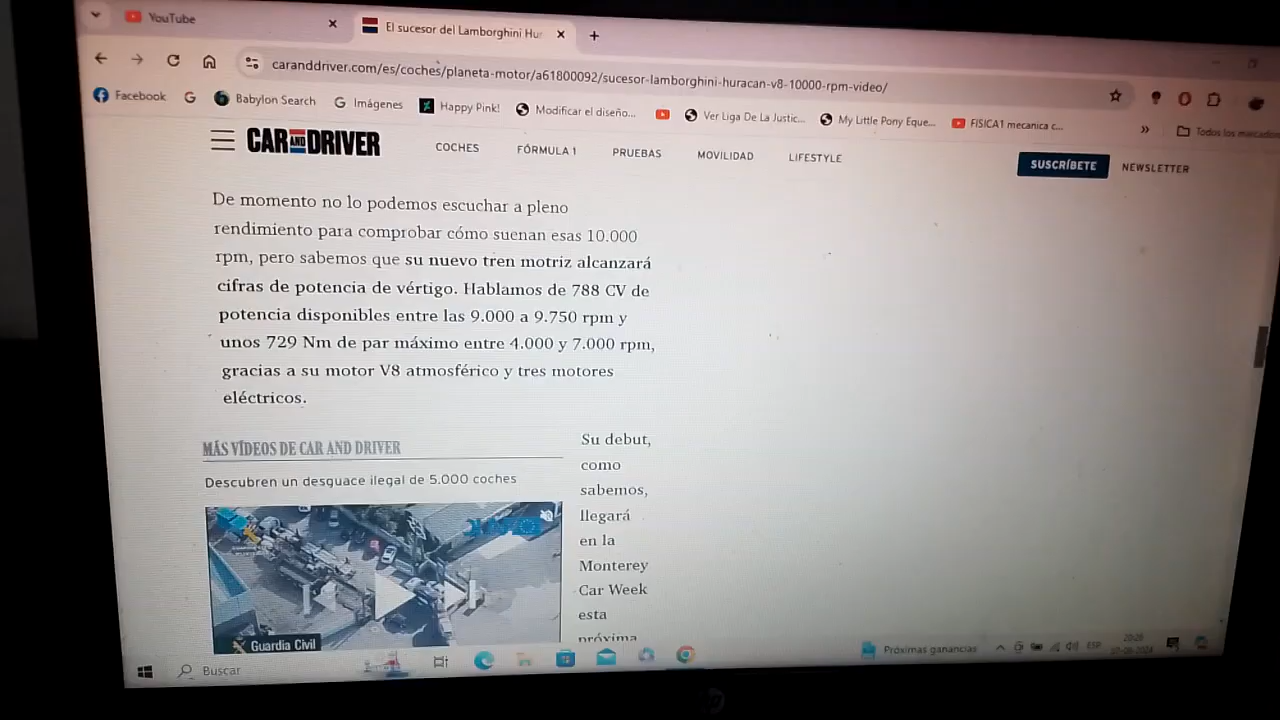 YouTube
El sucesor del Lamborghini Hur
caranddriver.com/es/coches/planeta-motor/a61800092/sucesor-lamborghini-huracan-v8-10000-rpm-video/
Facebook
Babylon Search
Imágenes
Happy Pink!
Modificar el diseño...
Ver Liga De La Justic...
My Little Pony Eque...
FISICA1 mecanica c...
Todos los marcadores
CAR AND DRIVER
COCHES
FÓRMULA 1
PRUEBAS
MOVILIDAD
LIFESTYLE
SUSCRÍBETE
NEWSLETTER
De momento no lo podemos escuchar a pleno
rendimiento para comprobar cómo suenan esas 10.000
rpm, pero sabemos que su nuevo tren motriz alcanzará
cifras de potencia de vértigo. Hablamos de 788 CV de
potencia disponibles entre las 9.000 a 9.750 rpm y
unos 729 Nm de par máximo entre 4.000 y 7.000 rpm,
gracias a su motor V8 atmosférico y tres motores
eléctricos.
MÁS VÍDEOS DE CAR AND DRIVER
Descubren un desguace ilegal de 5.000 coches
Guardia Civil
Su debut,
como
sabemos,
llegará
en la
Monterey
Car Week
esta
próxima
Buscar
Próximas ganancias
ESP
20:20
hp